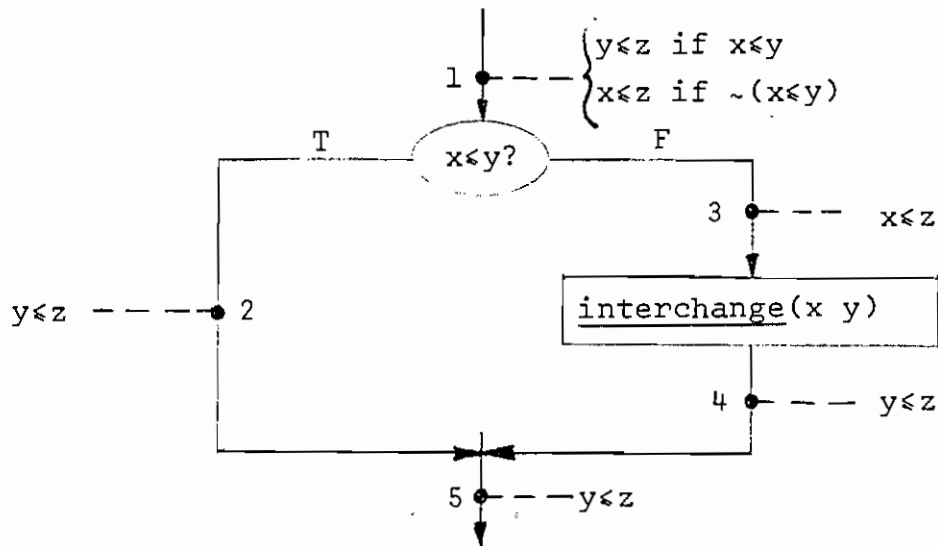 y≤z if x≤y
1
x≤z if ~(x≤y)
T
x≤y?
F
3
x≤z
y≤z
2
interchange(x y)
4
y≤z
5
y≤z